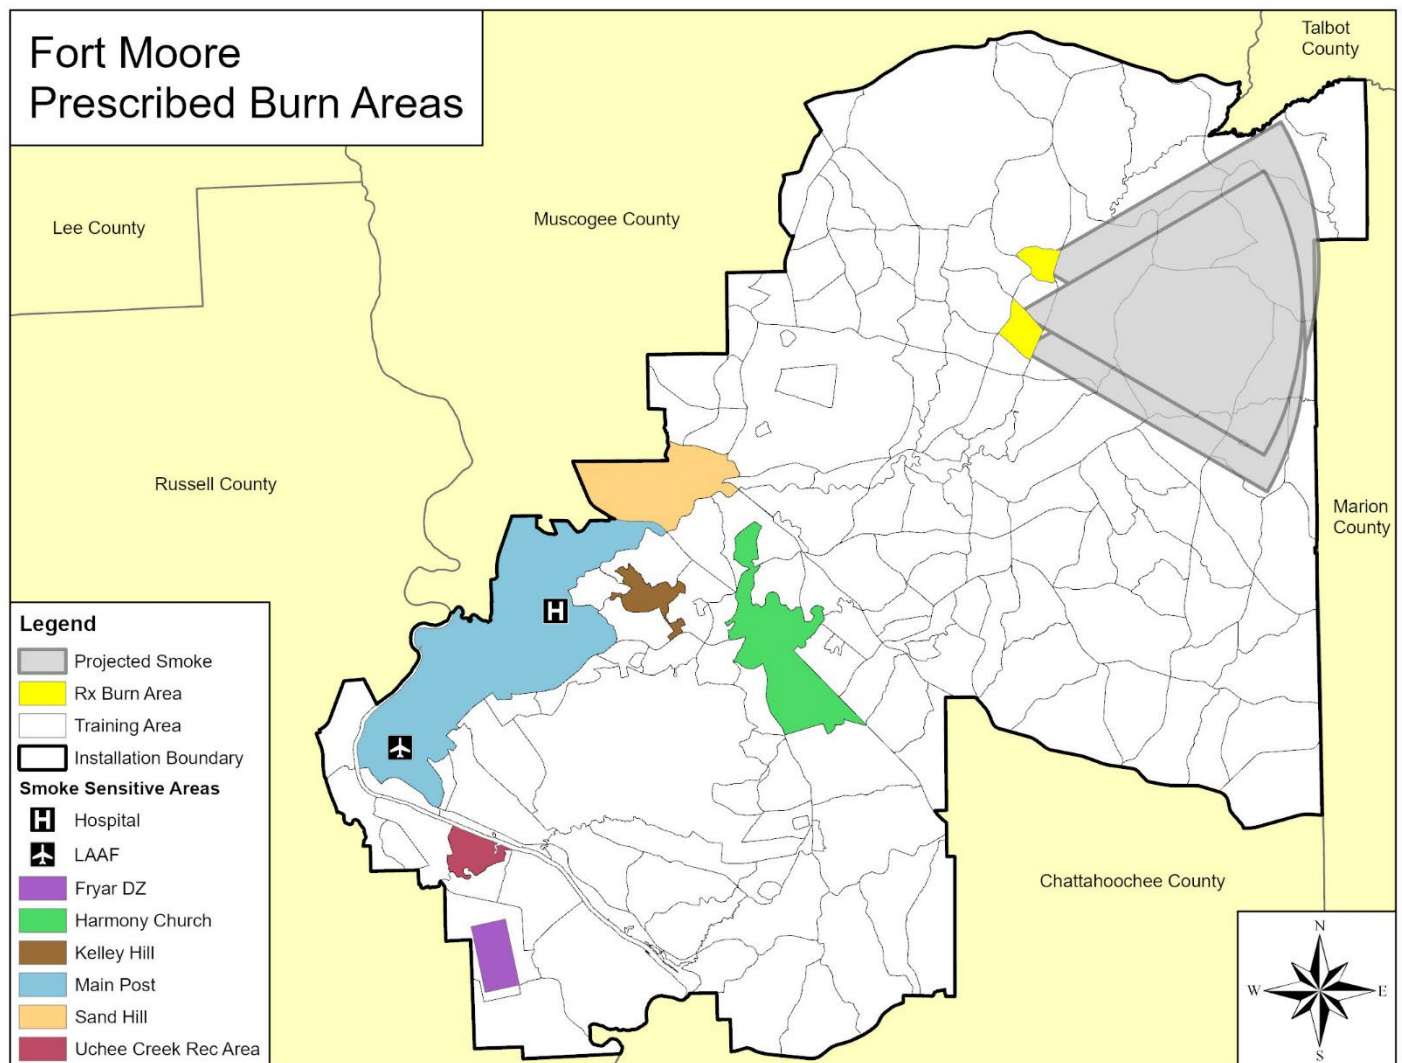 Fort Moore
Prescribed Burn Areas
Talbot
County
Lee County
Muscogee County
Russell County
Marion
County
Chattahoochee County
H
Legend
Projected Smoke
Rx Burn Area
Training Area
Installation Boundary
Smoke Sensitive Areas
H Hospital
LAAF
Fryar DZ
Harmony Church
Kelley Hill
Main Post
Sand Hill
Uchee Creek Rec Area
N
W E
S